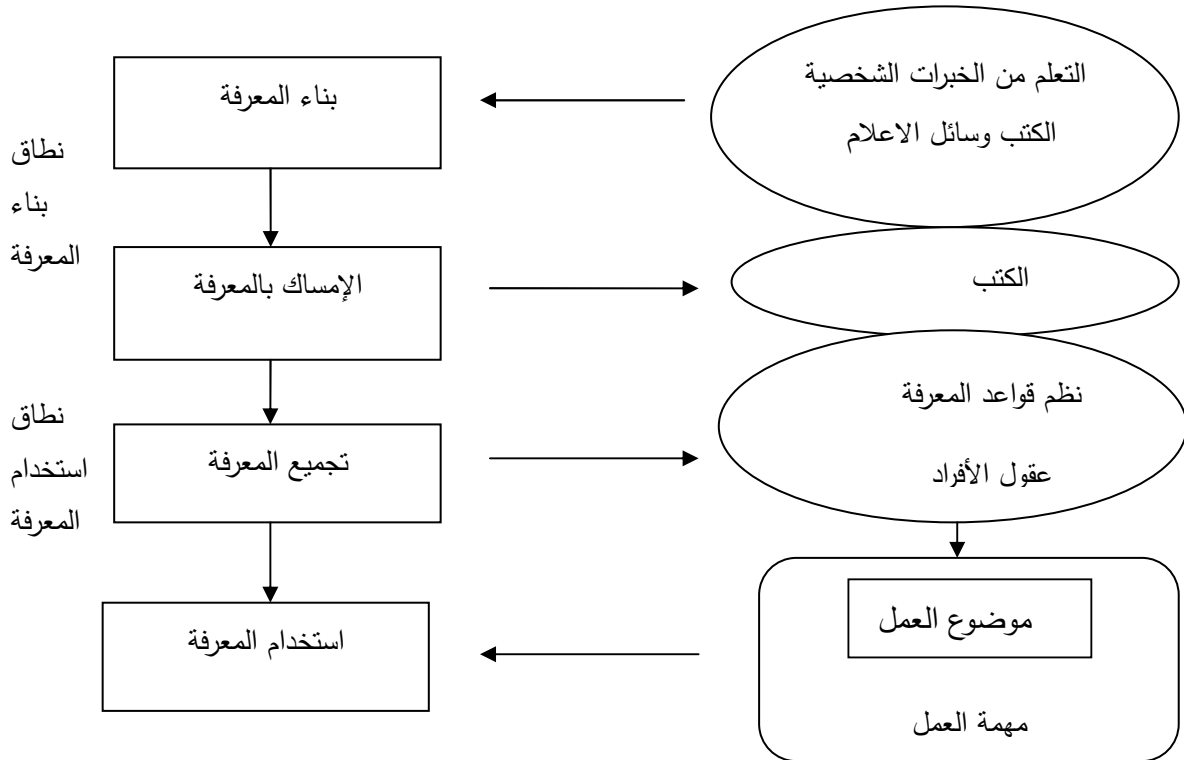 التعلم من الخبرات الشخصية
الكتب وسائل الاعلام
بناء المعرفة
نطاق
بناء
المعرفة
الكتب
الإمساك بالمعرفة
نظم قواعد المعرفة
عقول الأفراد
تجميع المعرفة
نطاق
استخدام
المعرفة
موضوع العمل
مهمة العمل
استخدام المعرفة